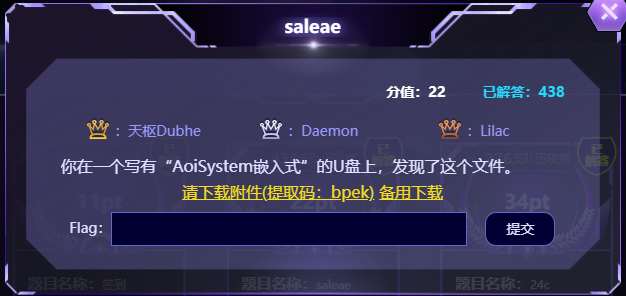 saleae
分值：22 已解答：438
：天枢Dubhe ：Daemon ：Lilac
你在一个写有“AoiSystem嵌入式”的U盘上，发现了这个文件。
请下载附件(提取码：bpek) 备用下载
11pt 22pt 34pt
Flag： 提交
题目名称：签到 题目名称：saleae 题目名称：24c